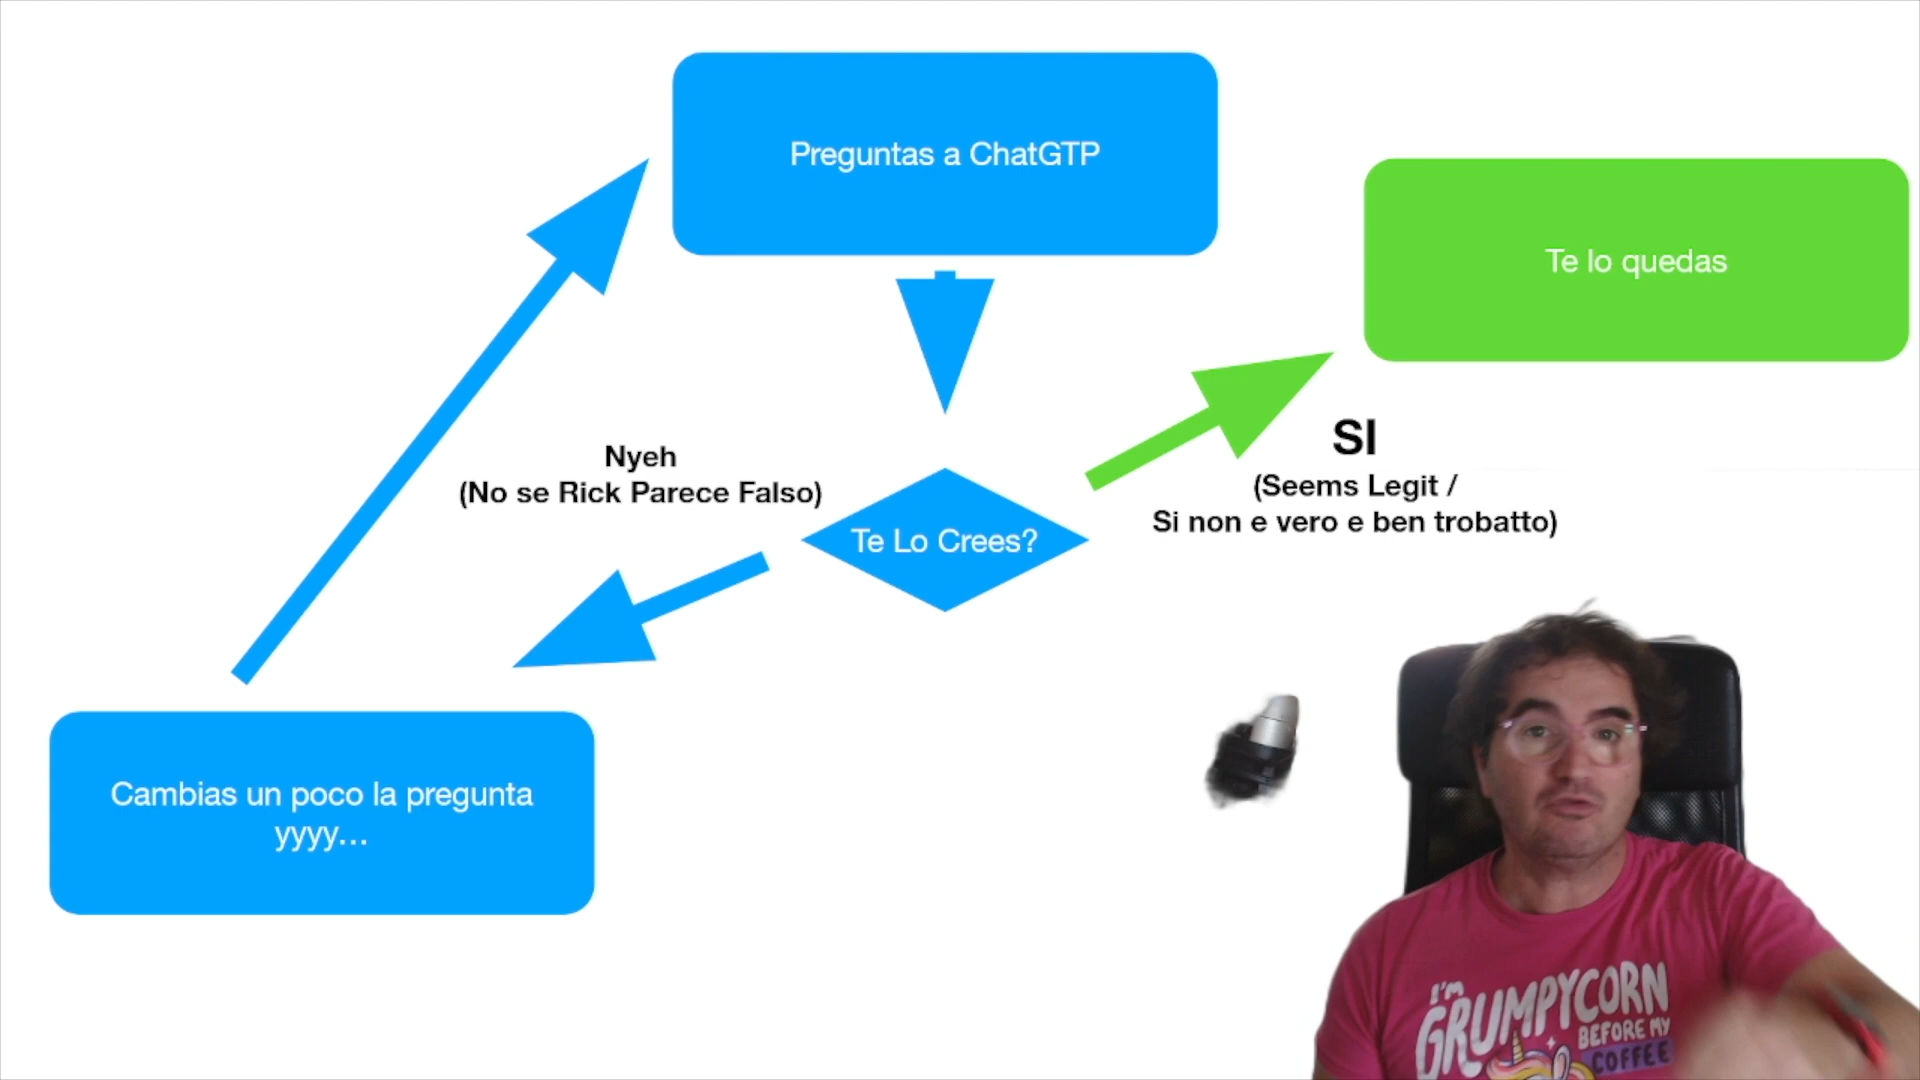 Preguntas a ChatGTP
Te lo quedas
Nyeh
(No se Rick Parece Falso)
SI
(Seems Legit /
Si non e vero e ben trobatto)
Te Lo Crees?
Cambias un poco la pregunta
yyyy...
I'M
GRUMPYCORN
BEFORE MY
COFFEE